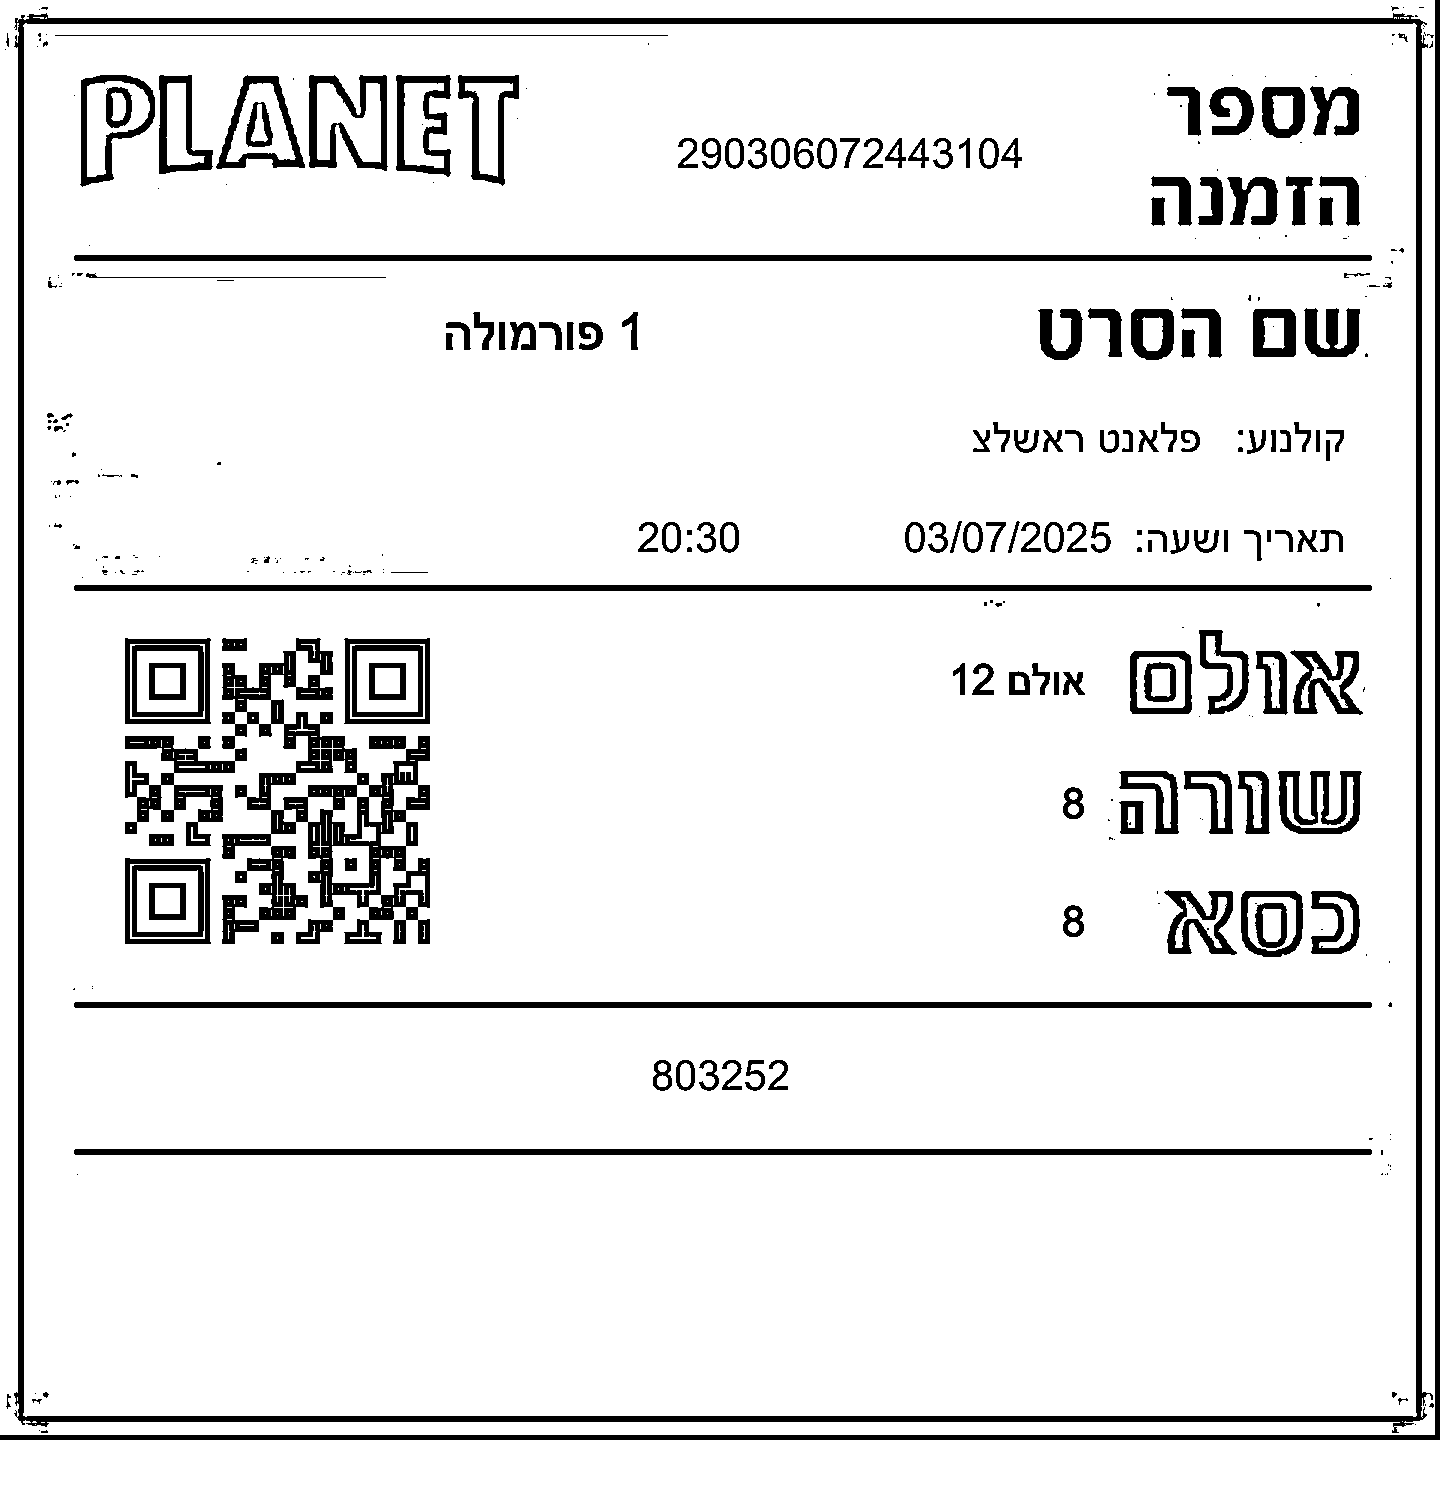 PLANET
מספר הזמנה 290306072443104
שם הסרט 1 פורמולה
קולנוע: פלאנט ראשלצ
תאריך ושעה: 03/07/2025 20:30
אולם אולם 12
שורה 8
כסא 8
803252